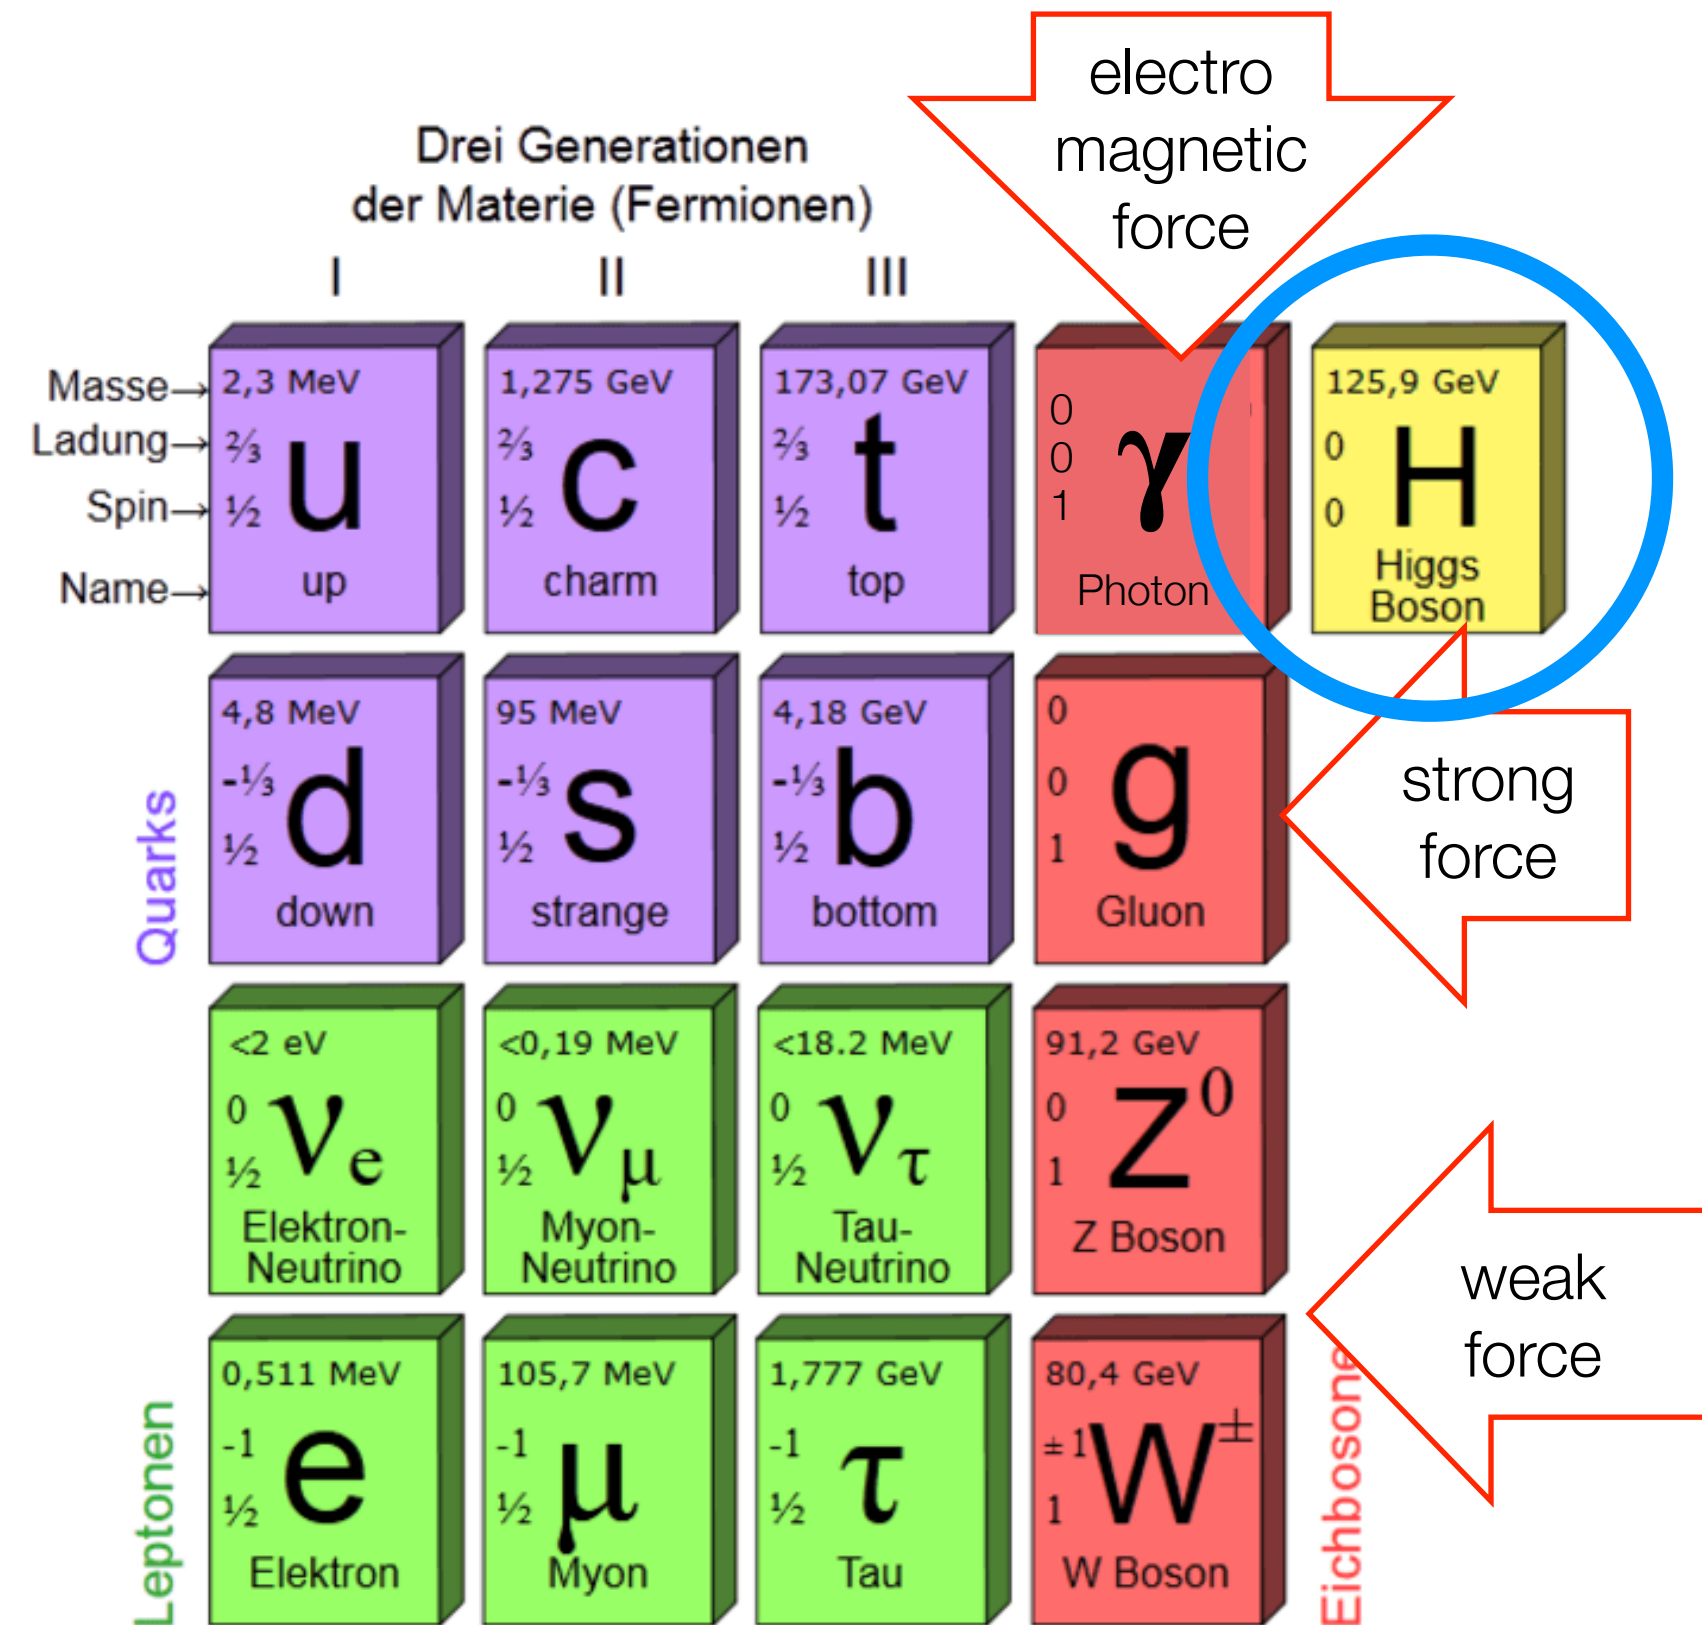 electro
magnetic
force
Drei Generationen
der Materie (Fermionen)
I
II
III
Masse→
Ladung→
Spin→
Name→
2,3 MeV
⅔
½
u
up
1,275 GeV
⅔
½
c
charm
173,07 GeV
⅔
½
t
top
0
0
1
γ
Photon
125,9 GeV
0
0
H
Higgs
Boson
Quarks
4,8 MeV
-⅓
½
d
down
95 MeV
-⅓
½
s
strange
4,18 GeV
-⅓
½
b
bottom
0
0
1
g
Gluon
strong
force
<2 eV
0
½
νe
Elektron-
Neutrino
<0,19 MeV
0
½
νμ
Myon-
Neutrino
<18.2 MeV
0
½
ντ
Tau-
Neutrino
91,2 GeV
0
1
Z⁰
Z Boson
weak
force
Leptonen
0,511 MeV
-1
½
e
Elektron
105,7 MeV
-1
½
μ
Myon
1,777 GeV
-1
½
τ
Tau
80,4 GeV
±1
1
W±
W Boson
Eichbosone